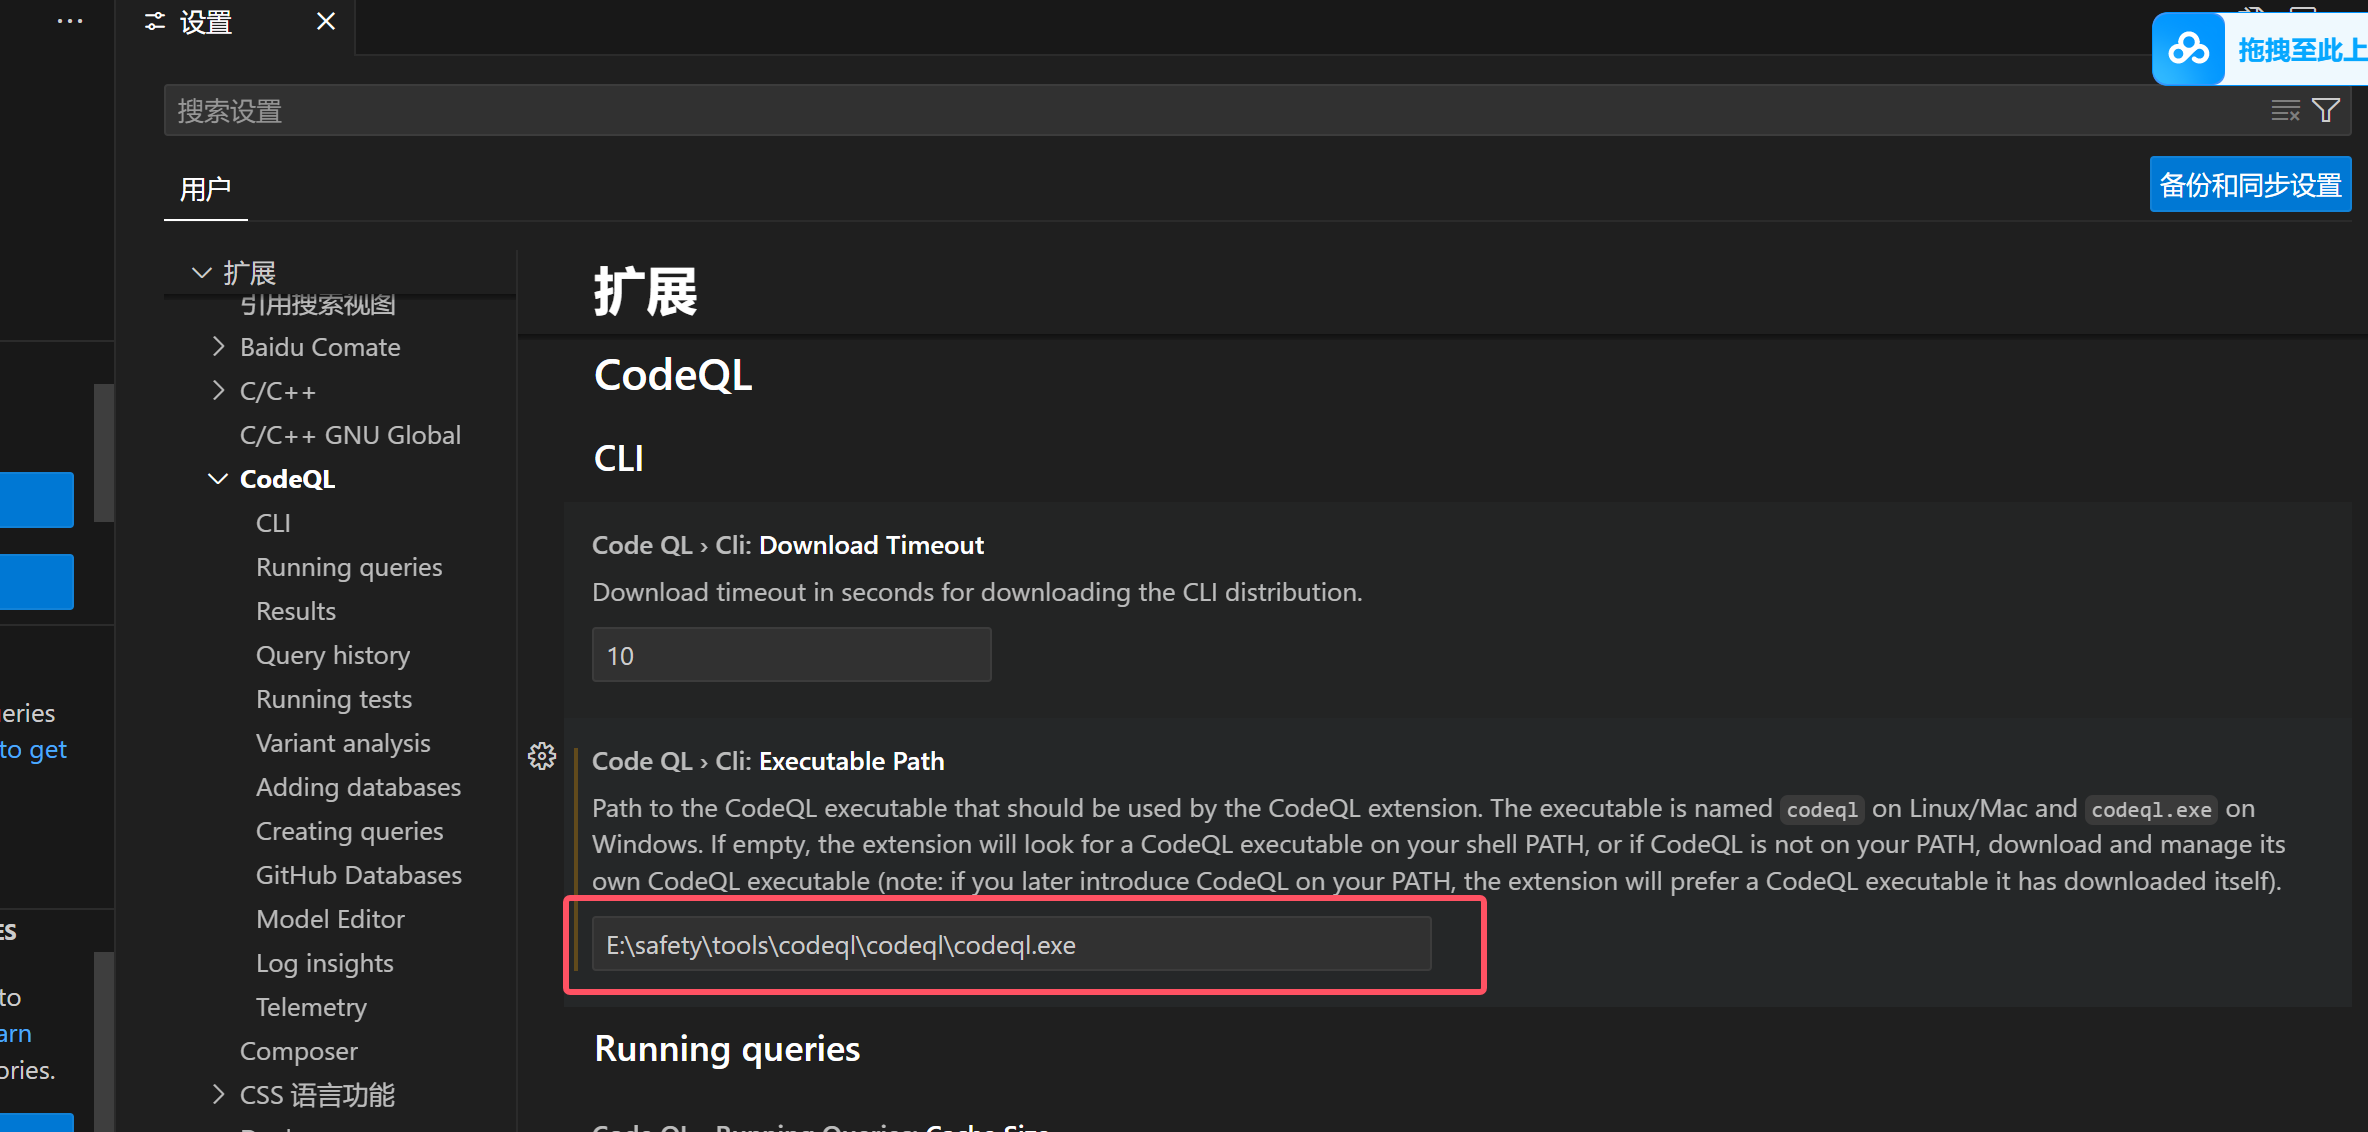 设置
拖拽至此上
搜索设置
用户
备份和同步设置
扩展
引用搜索视图
Baidu Comate
C/C++
C/C++ GNU Global
CodeQL
CLI
Running queries
Results
Query history
Running tests
Variant analysis
Adding databases
Creating queries
GitHub Databases
Model Editor
Log insights
Telemetry
Composer
CSS 语言功能
扩展
CodeQL
CLI
Code QL › Cli: Download Timeout
Download timeout in seconds for downloading the CLI distribution.
10
Code QL › Cli: Executable Path
Path to the CodeQL executable that should be used by the CodeQL extension. The executable is named codeql on Linux/Mac and codeql.exe on
Windows. If empty, the extension will look for a CodeQL executable on your shell PATH, or if CodeQL is not on your PATH, download and manage its
own CodeQL executable (note: if you later introduce CodeQL on your PATH, the extension will prefer a CodeQL executable it has downloaded itself).
E:\safety\tools\codeql\codeql\codeql.exe
Running queries
Code QL › Running Queries: Cache Size
eries
to get
ES
to
arn
ories.